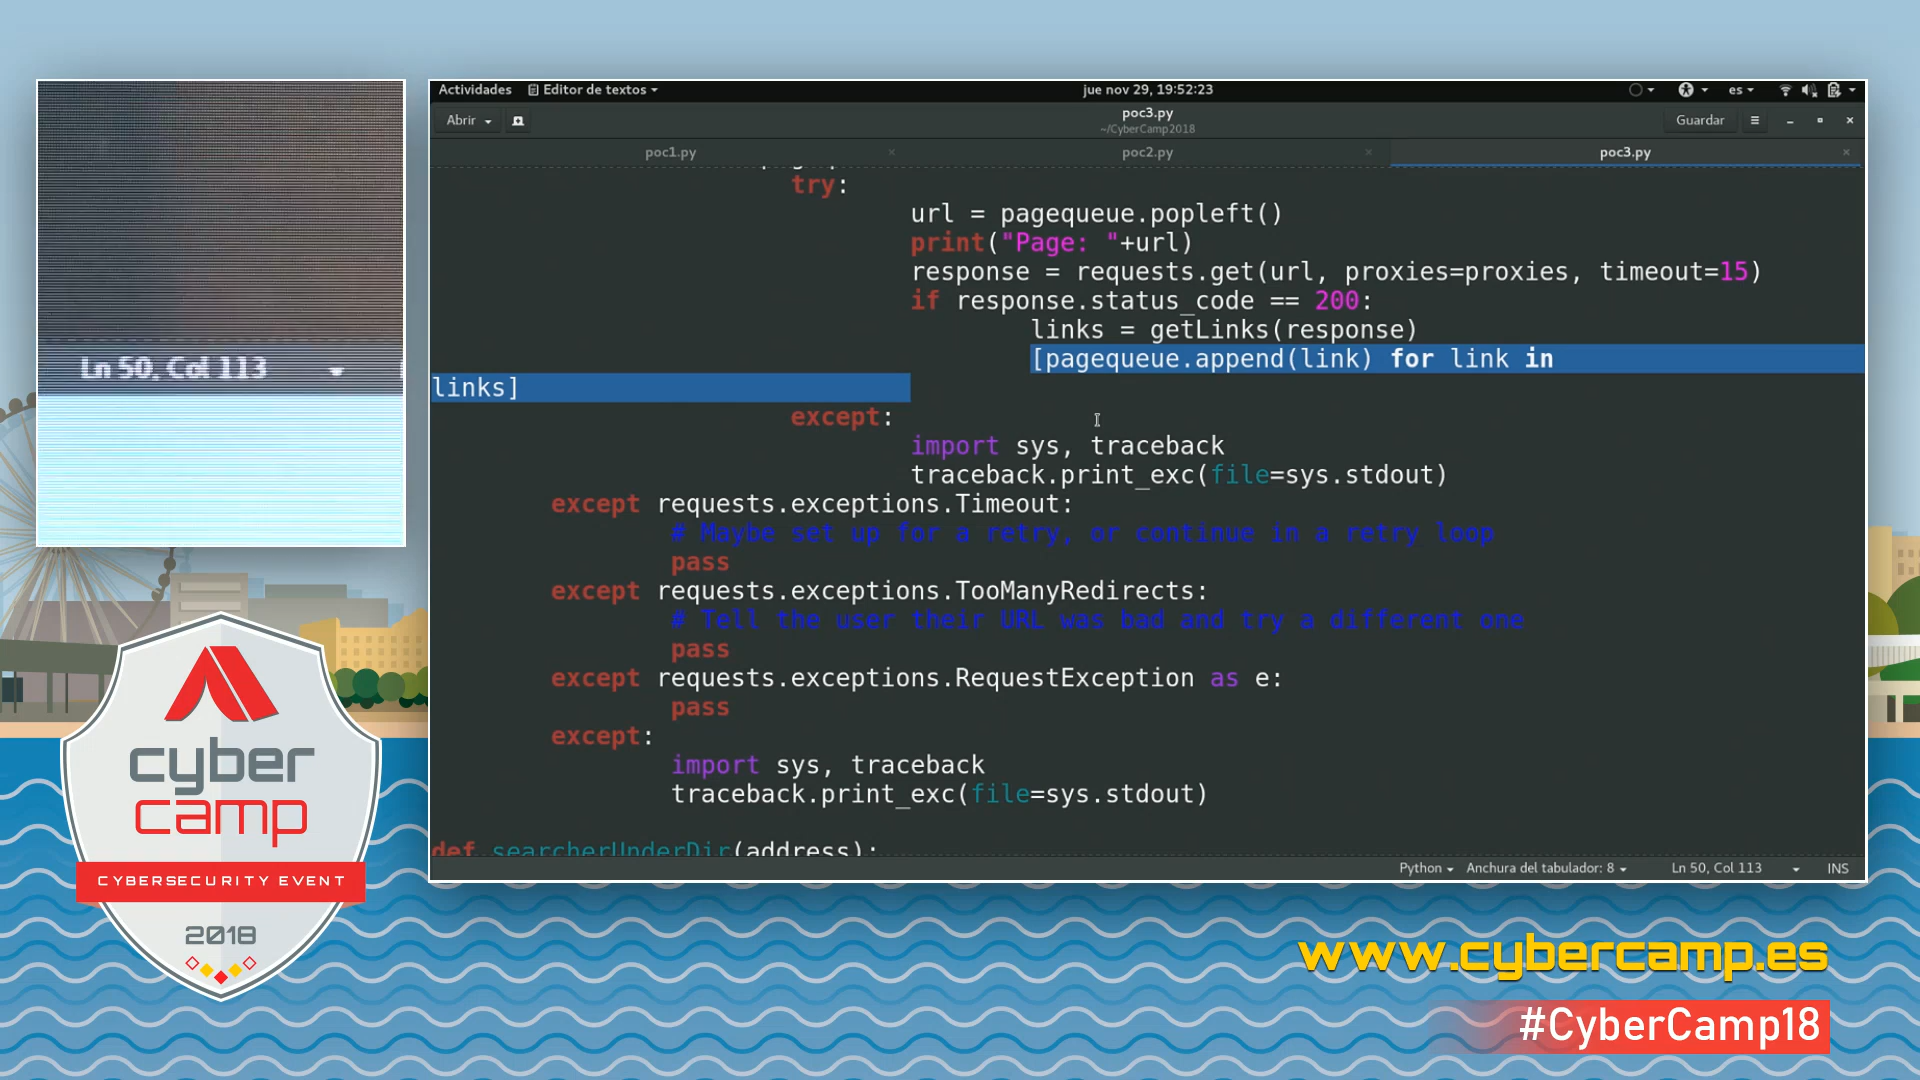 Actividades Editor de textos jue nov 29, 19:52:23 es
Abrir poc3.py Guardar
~/CyberCamp2018
poc1.py poc2.py poc3.py
try:
url = pagequeue.popleft()
print("Page: "+url)
response = requests.get(url, proxies=proxies, timeout=15)
if response.status_code == 200:
links = getLinks(response)
[pagequeue.append(link) for link in
links]
except:
import sys, traceback
traceback.print_exc(file=sys.stdout)
except requests.exceptions.Timeout:
# Maybe set up for a retry, or continue in a retry loop
pass
except requests.exceptions.TooManyRedirects:
# Tell the user their URL was bad and try a different one
pass
except requests.exceptions.RequestException as e:
pass
except:
import sys, traceback
traceback.print_exc(file=sys.stdout)
def searcherUnderDir(address):
Python Anchura del tabulador: 8 Ln 50, Col 113 INS
Ln 50, Col 113
cyber
camp
CYBERSECURITY EVENT
2018
www.cybercamp.es
#CyberCamp18